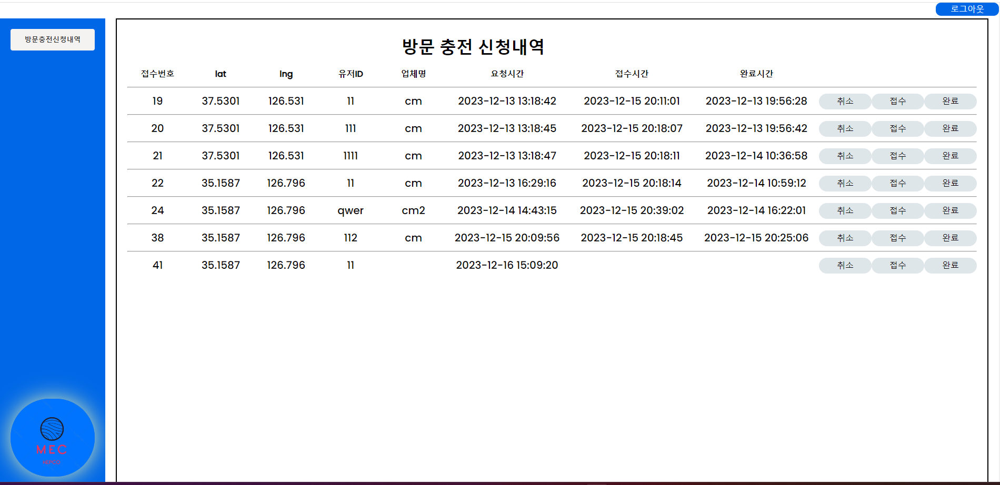 로그아웃
방문충전신청내역
방문 충전 신청내역
접수번호 lat lng 유저ID 업체명 요청시간 접수시간 완료시간
19 37.5301 126.531 11 cm 2023-12-13 13:18:42 2023-12-15 20:11:01 2023-12-13 19:56:28 취소 접수 완료
20 37.5301 126.531 111 cm 2023-12-13 13:18:45 2023-12-15 20:18:07 2023-12-13 19:56:42 취소 접수 완료
21 37.5301 126.531 1111 cm 2023-12-13 13:18:47 2023-12-15 20:18:11 2023-12-14 10:36:58 취소 접수 완료
22 35.1587 126.796 11 cm 2023-12-13 16:29:16 2023-12-15 20:18:14 2023-12-14 10:59:12 취소 접수 완료
24 35.1587 126.796 qwer cm2 2023-12-14 14:43:15 2023-12-15 20:39:02 2023-12-14 16:22:01 취소 접수 완료
38 35.1587 126.796 112 cm 2023-12-15 20:09:56 2023-12-15 20:18:45 2023-12-15 20:25:06 취소 접수 완료
41 35.1587 126.796 11 2023-12-16 15:09:20 취소 접수 완료
MEC
KEPCO